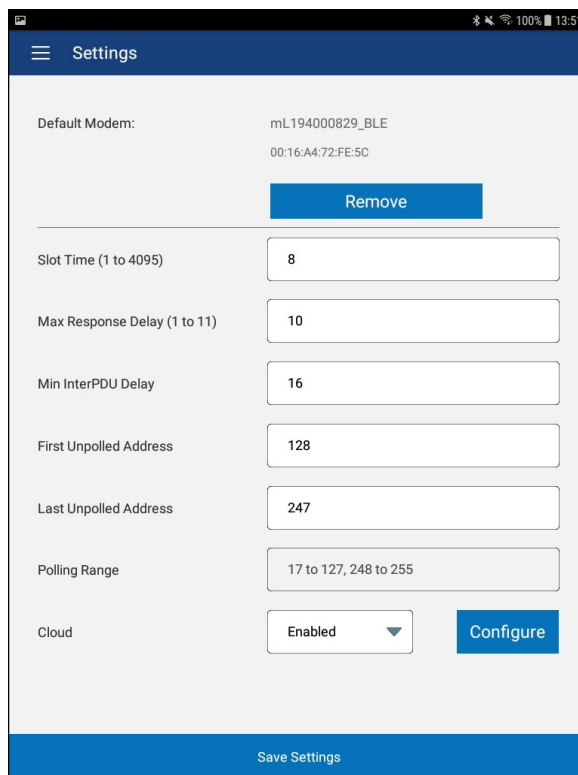 100% 13:51
Settings
Default Modem: mL194000829_BLE
00:16:A4:72:FE:5C
Remove
Slot Time (1 to 4095) 8
Max Response Delay (1 to 11) 10
Min InterPDU Delay 16
First Unpolled Address 128
Last Unpolled Address 247
Polling Range 17 to 127, 248 to 255
Cloud Enabled Configure
Save Settings